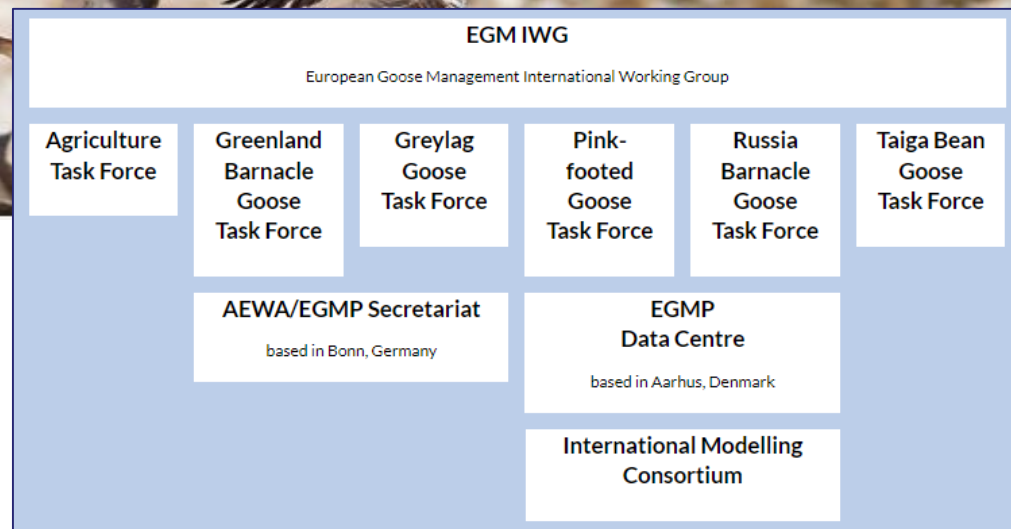 EGM IWG
European Goose Management International Working Group
Agriculture
Task Force
Greenland
Barnacle
Goose
Task Force
Greylag
Goose
Task Force
Pink-
footed
Goose
Task Force
Russia
Barnacle
Goose
Task Force
Taiga Bean
Goose
Task Force
AEWA/EGMP Secretariat
based in Bonn, Germany
EGMP
Data Centre
based in Aarhus, Denmark
International Modelling
Consortium